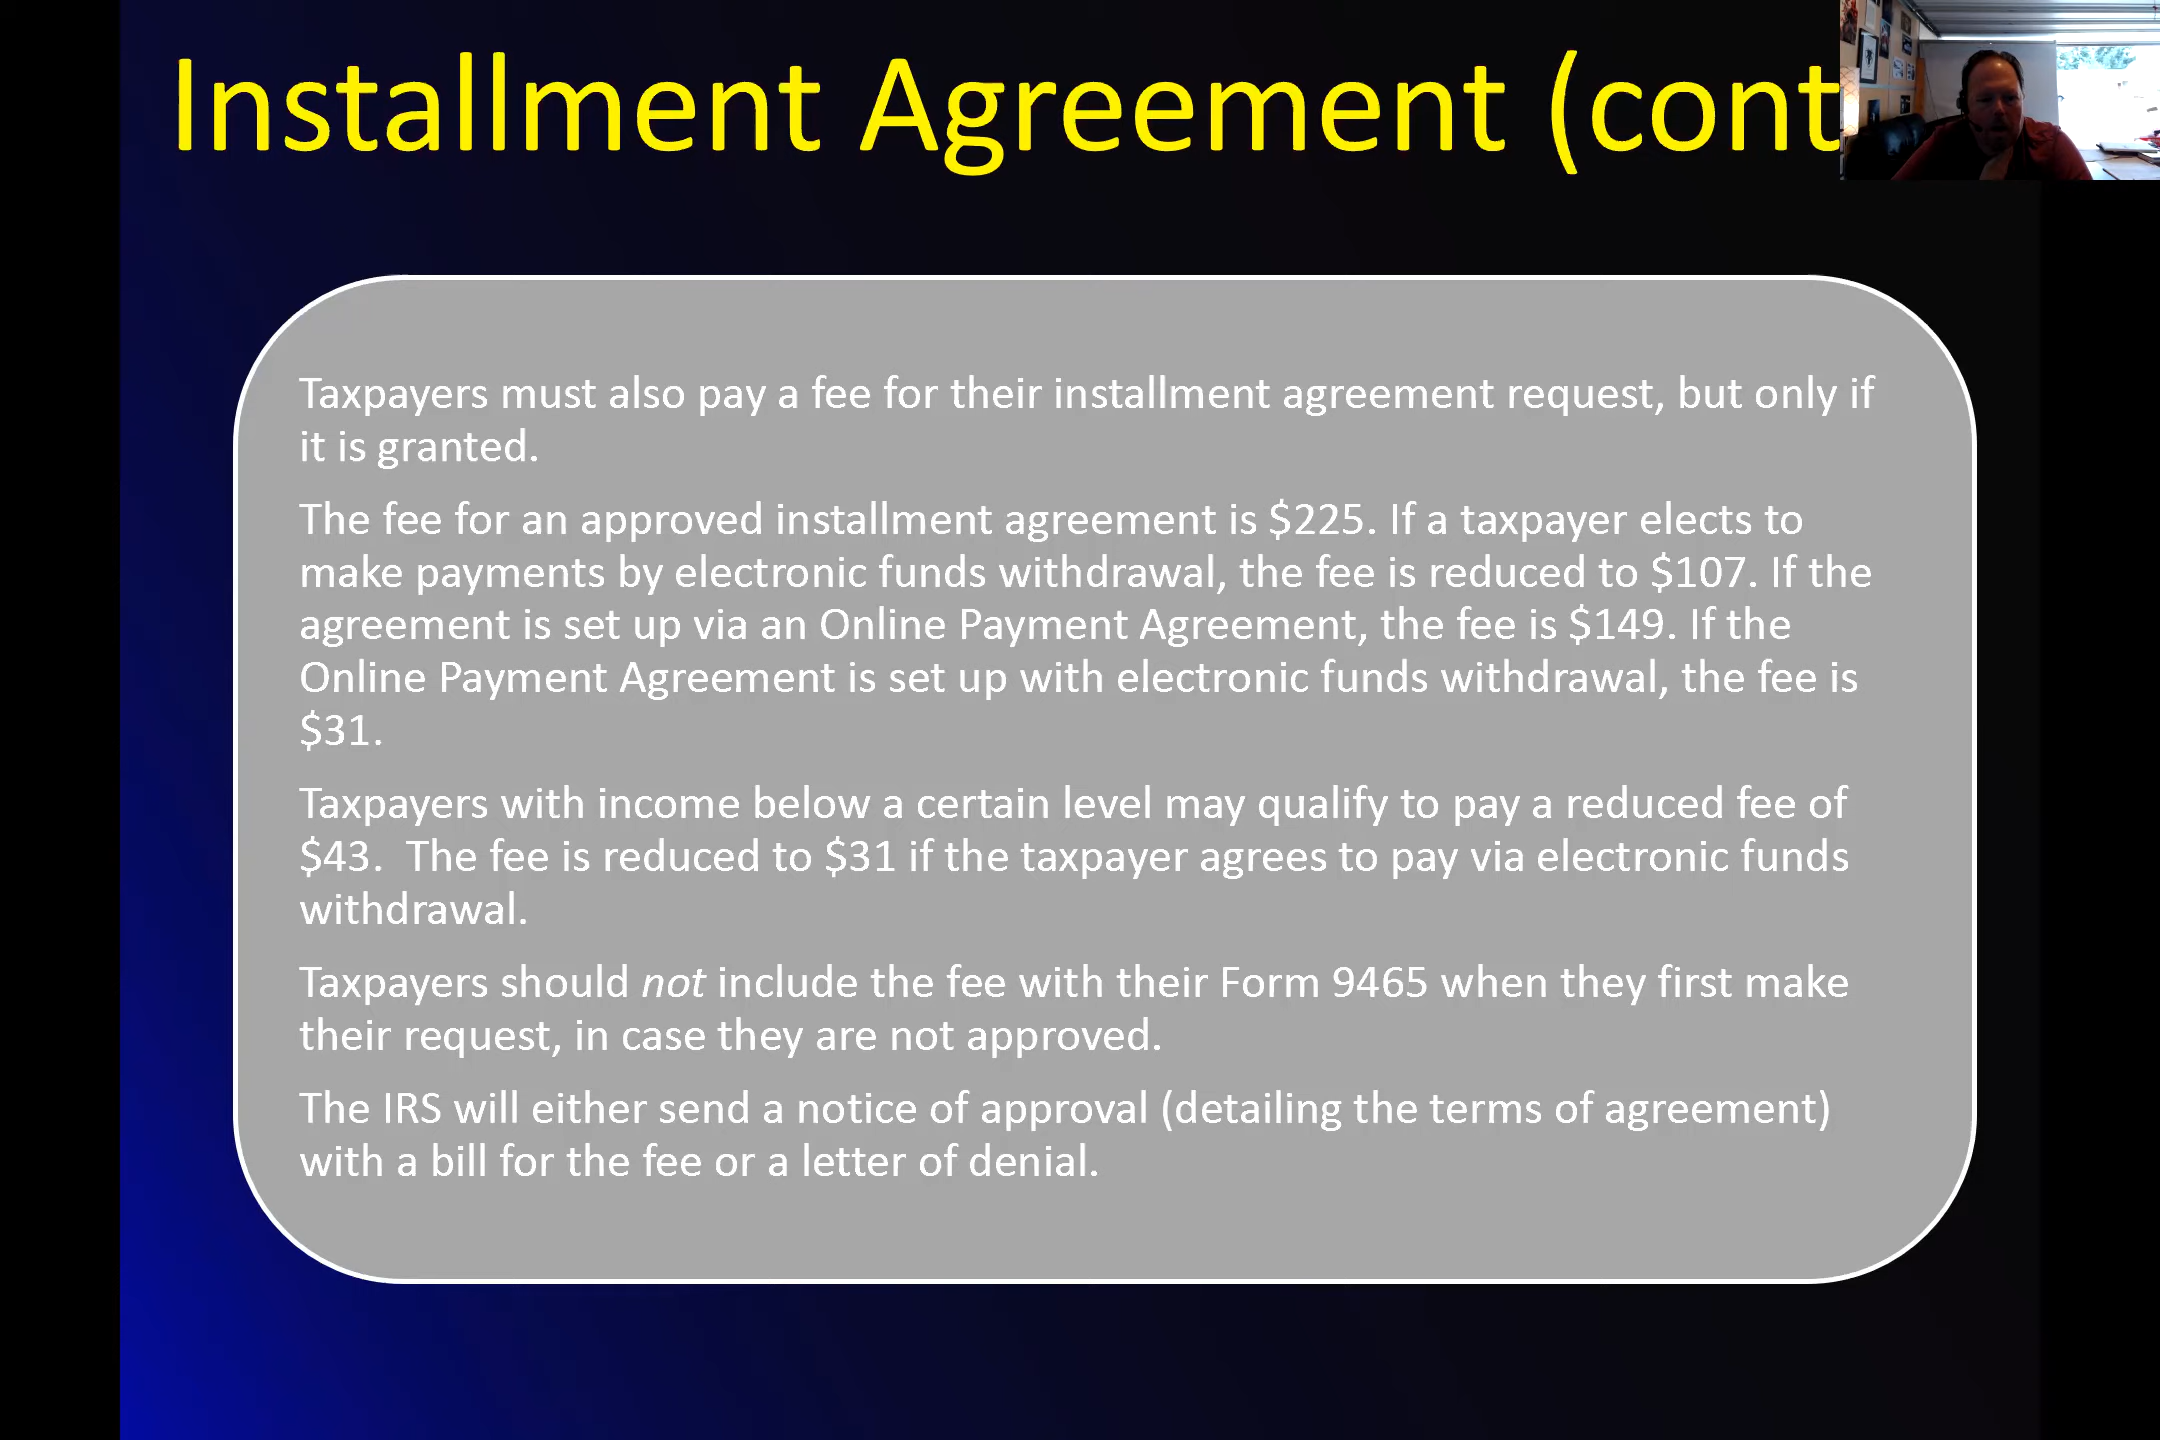 Installment Agreement (cont
Taxpayers must also pay a fee for their installment agreement request, but only if
it is granted.
The fee for an approved installment agreement is $225. If a taxpayer elects to
make payments by electronic funds withdrawal, the fee is reduced to $107. If the
agreement is set up via an Online Payment Agreement, the fee is $149. If the
Online Payment Agreement is set up with electronic funds withdrawal, the fee is
$31.
Taxpayers with income below a certain level may qualify to pay a reduced fee of
$43.  The fee is reduced to $31 if the taxpayer agrees to pay via electronic funds
withdrawal.
Taxpayers should not include the fee with their Form 9465 when they first make
their request, in case they are not approved.
The IRS will either send a notice of approval (detailing the terms of agreement)
with a bill for the fee or a letter of denial.